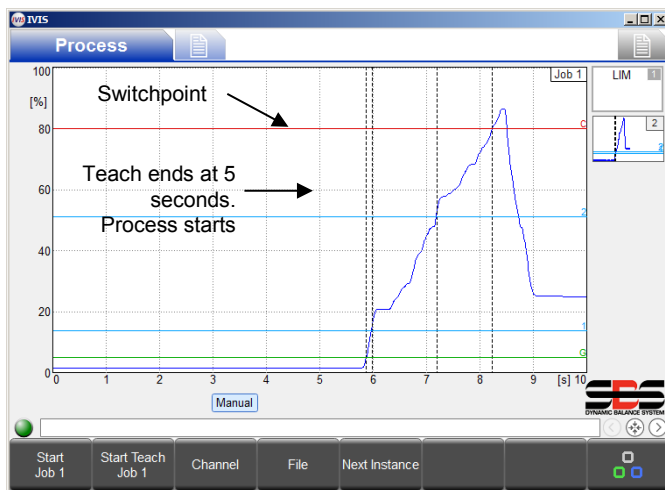 IVIS IVIS
Process
100
[%]
80
60
40
20
0
Job 1
C
2
1
G
Switchpoint
Teach ends at 5
seconds.
Process starts
0 1 2 3 4 5 6 7 8 9 [s] 10
LIM 1
2
2
Manual
SBS
DYNAMIC BALANCE SYSTEM
Start
Job 1
Start Teach
Job 1
Channel
File
Next Instance